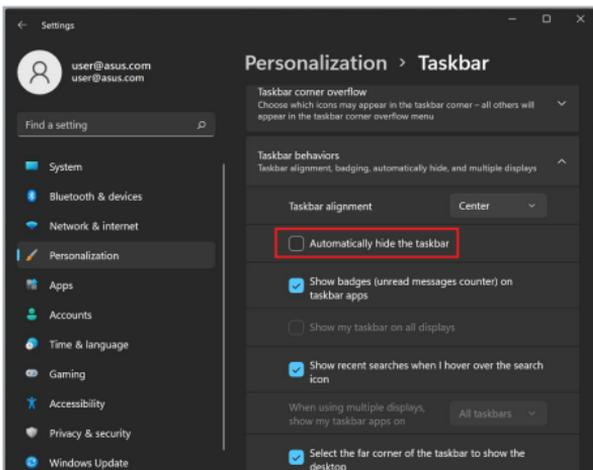 Settings
user@asus.com
user@asus.com
Find a setting
System
Bluetooth & devices
Network & internet
Personalization
Apps
Accounts
Time & language
Gaming
Accessibility
Privacy & security
Windows Update
Personalization > Taskbar
Taskbar corner overflow
Choose which icons may appear in the taskbar corner – all others will
appear in the taskbar corner overflow menu
Taskbar behaviors
Taskbar alignment, badging, automatically hide, and multiple displays
Taskbar alignment
Center
Automatically hide the taskbar
Show badges (unread messages counter) on
taskbar apps
Show my taskbar on all displays
Show recent searches when I hover over the search
icon
When using multiple displays,
show my taskbar apps on
All taskbars
Select the far corner of the taskbar to show the
desktop